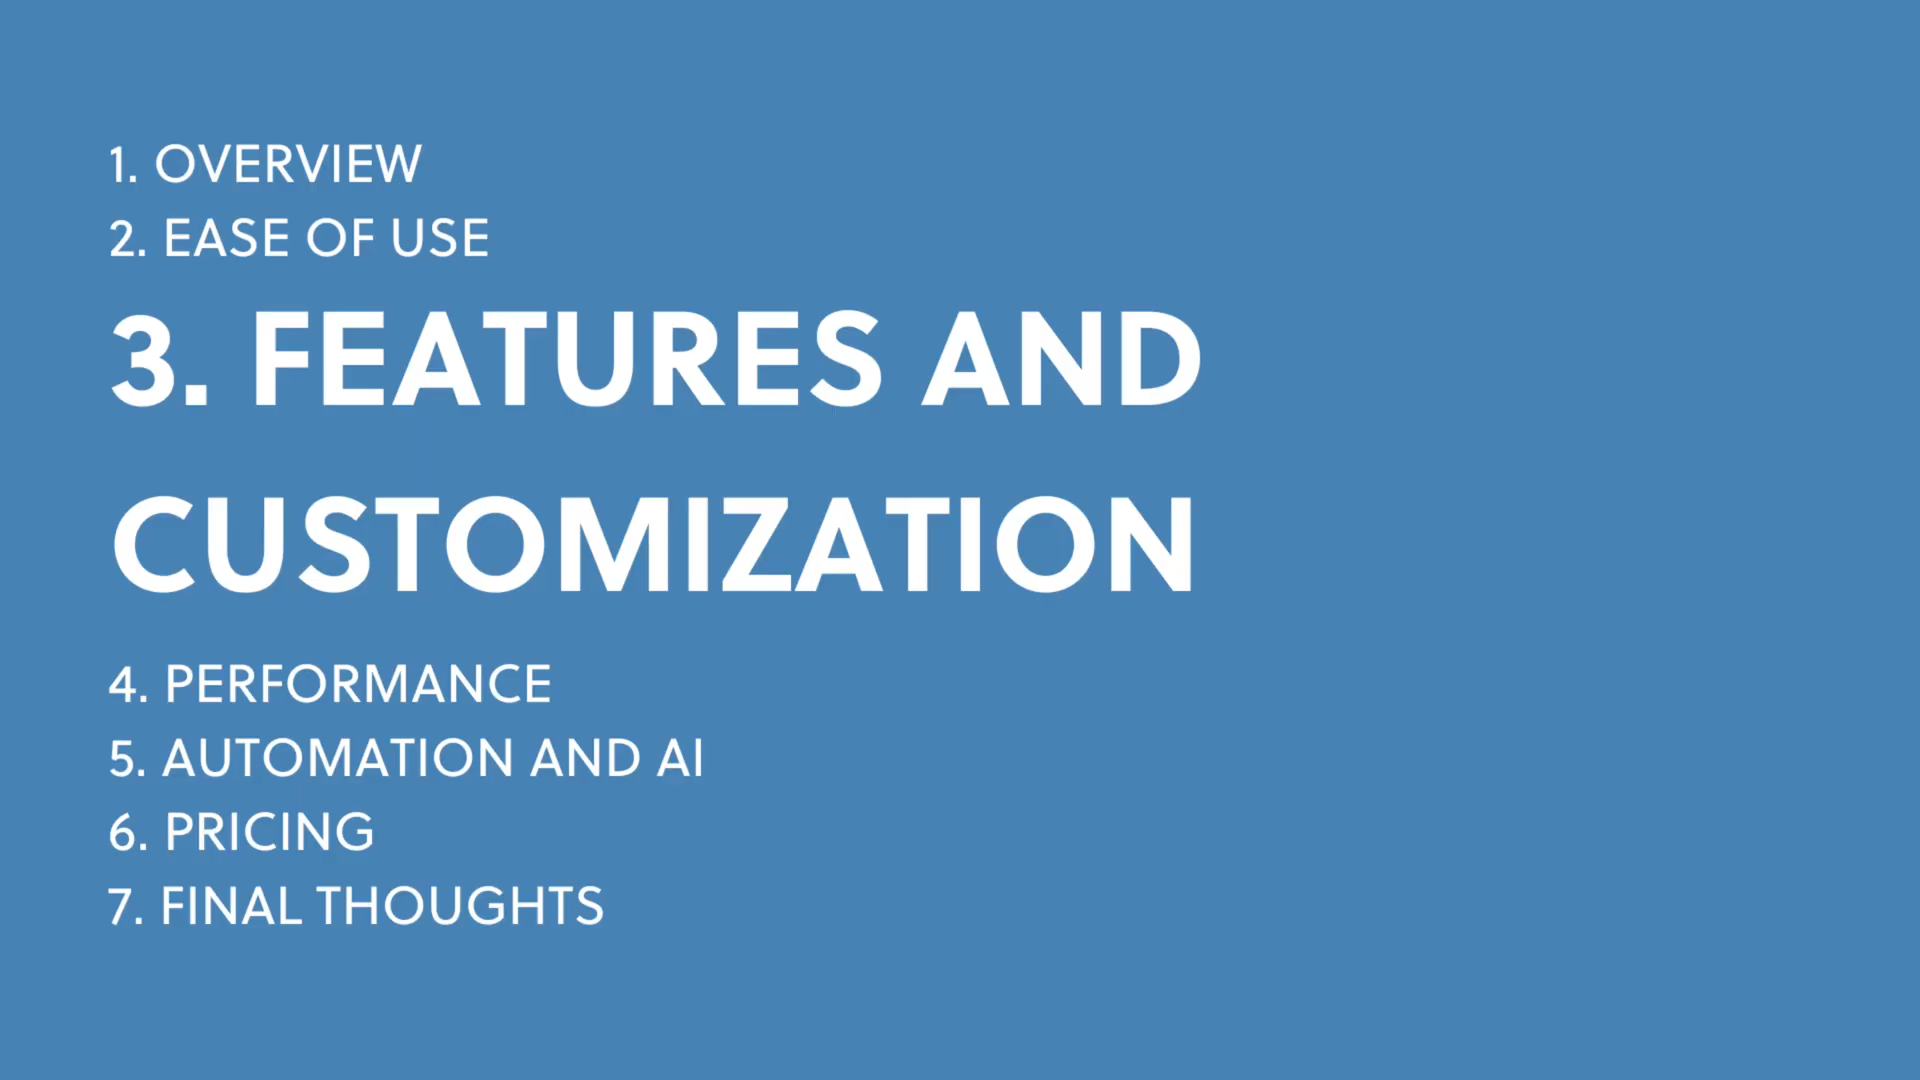 1. OVERVIEW
2. EASE OF USE
3. FEATURES AND
CUSTOMIZATION
4. PERFORMANCE
5. AUTOMATION AND AI
6. PRICING
7. FINAL THOUGHTS